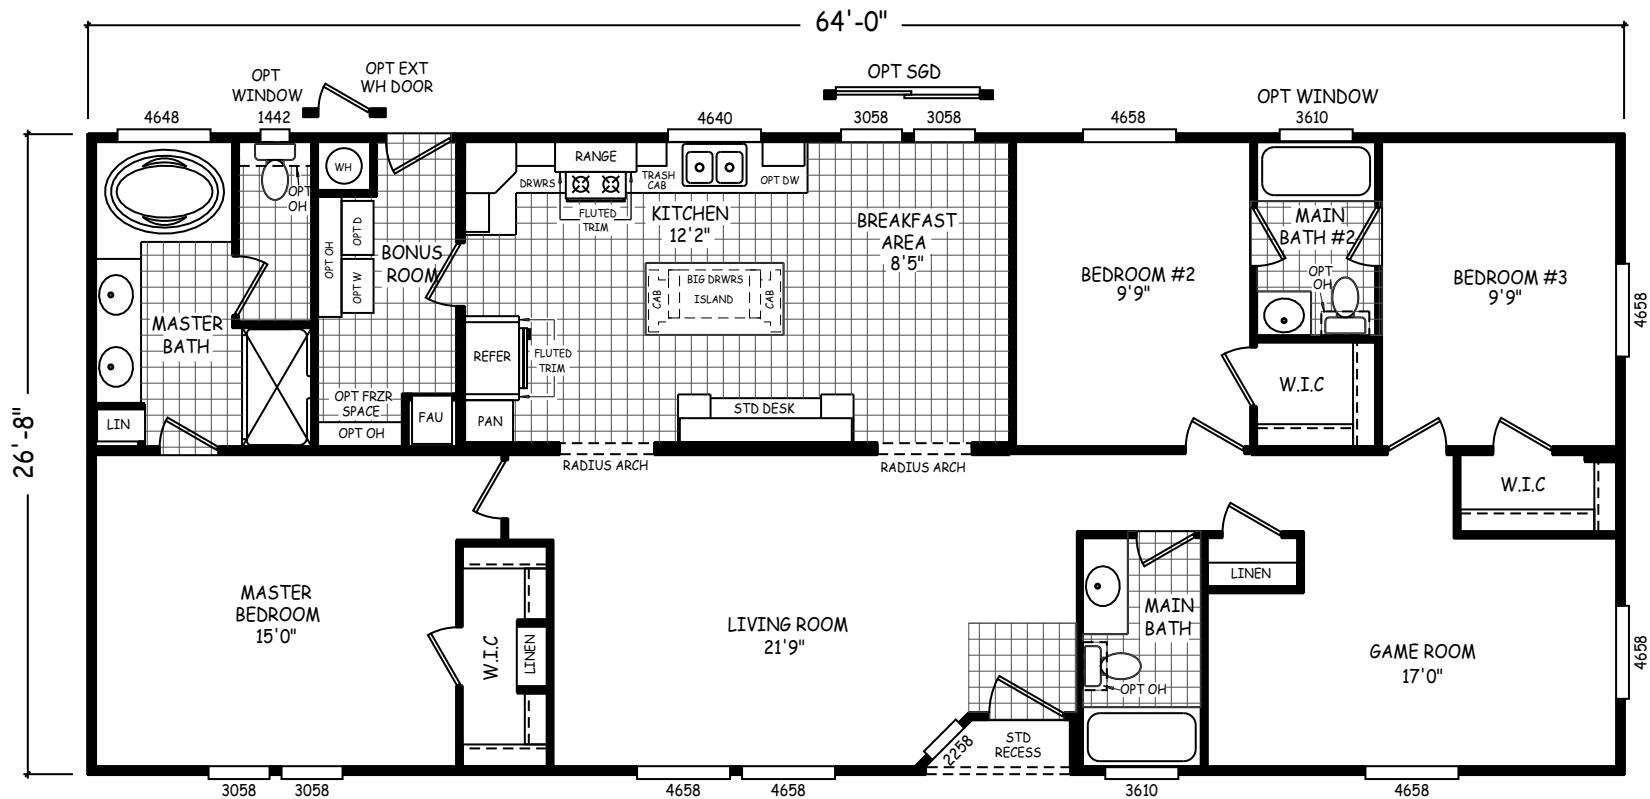 64'-0"
OPT EXT
WH DOOR
OPT
WINDOW
OPT SGD
OPT WINDOW
4648
1442
4640
3058
3058
4658
3610
WH
RANGE
DRWRS
TRASH
CAB
OPT DW
OPT
OH
FLUTED
TRIM
KITCHEN
12'2"
BREAKFAST
AREA
8'5"
MAIN
BATH #2
OPT D
OPT OH
OPT W
BONUS
ROOM
BIG DRWRS
ISLAND
CAB
CAB
BEDROOM #2
9'9"
OPT
OH
BEDROOM #3
9'9"
4658
MASTER
BATH
REFER
FLUTED
TRIM
W.I.C
OPT FRZR
SPACE
OPT OH
FAU
PAN
STD DESK
LIN
26'-8"
RADIUS ARCH
RADIUS ARCH
W.I.C
LINEN
MASTER
BEDROOM
15'0"
W.I.C
LINEN
LIVING ROOM
21'9"
MAIN
BATH
OPT OH
GAME ROOM
17'0"
4658
2258
STD
RECESS
3058
3058
4658
4658
3610
4658